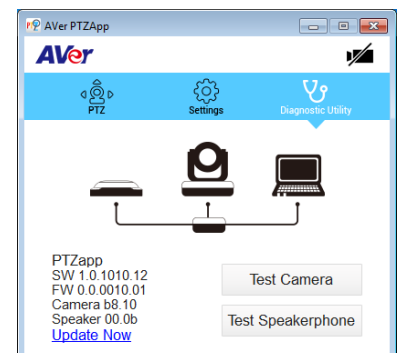 AVer PTZApp
AVer
PTZ
Settings
Diagnostic Utility
PTZapp
SW 1.0.1010.12
FW 0.0.0010.01
Camera b8.10
Speaker 00.0b
Update Now
Test Camera
Test Speakerphone